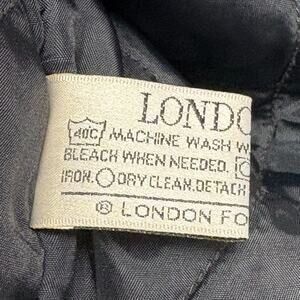 LONDO
40C MACHINE WASH W
BLEACH WHEN NEEDED.
IRON. DRY CLEAN. DETACH
® LONDON FO